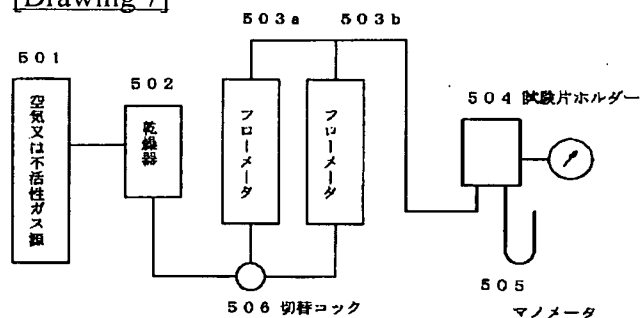 [Drawing 7]
503a 503b
501
502
504 試験片ホルダー
空気又は不活性ガス源
乾燥器
フローメータ
フローメータ
505
506 切替コック
マノメータ